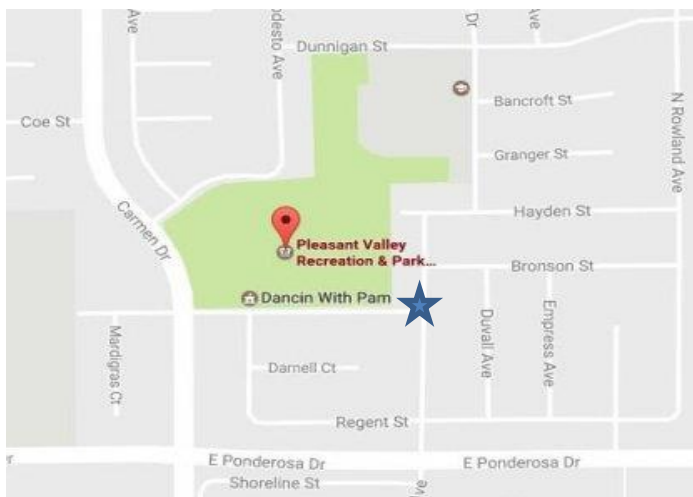 Ave
desto Ave
Dr
Ave
Dunnigan St
Bancroft St
Coe St
N Rowland Ave
Granger St
Carmen Dr
Hayden St
Pleasant Valley
Recreation & Park...
Bronson St
Dancin With Pam
Mardigras Ct
Duvall Ave
Empress Ave
Darnell Ct
Regent St
E Ponderosa Dr
E Ponderosa Dr
Shoreline St